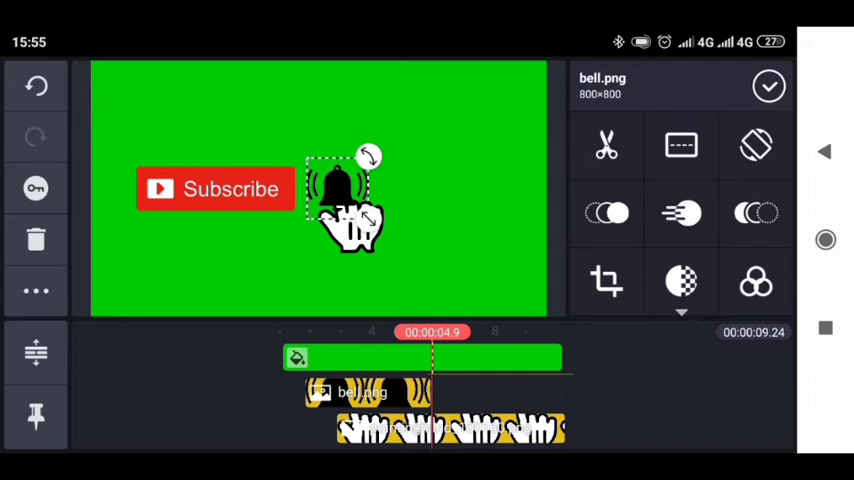 15:55
4G
4G
27
bell.png
800×800
Subscribe
4
00:00:04.9
8
00:00:09.24
bell.png